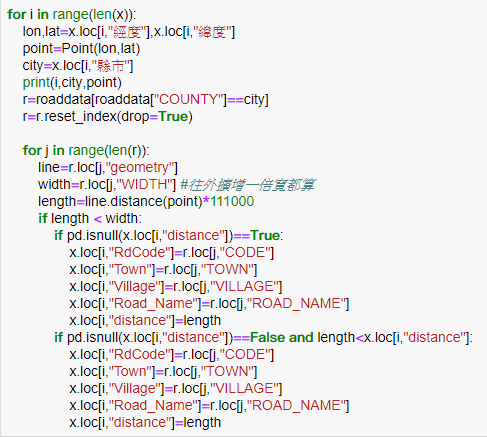 for i in range(len(x)):
    lon,lat=x.loc[i,"經度"],x.loc[i,"緯度"]
    point=Point(lon,lat)
    city=x.loc[i,"縣市"]
    print(i,city,point)
    r=roaddata[roaddata["COUNTY"]==city]
    r=r.reset_index(drop=True)

    for j in range(len(r)):
        line=r.loc[j,"geometry"]
        width=r.loc[j,"WIDTH"] #往外擴增一倍寬都算
        length=line.distance(point)*111000
        if length < width:
            if pd.isnull(x.loc[i,"distance"])==True:
                x.loc[i,"RdCode"]=r.loc[j,"CODE"]
                x.loc[i,"Town"]=r.loc[j,"TOWN"]
                x.loc[i,"Village"]=r.loc[j,"VILLAGE"]
                x.loc[i,"Road_Name"]=r.loc[j,"ROAD_NAME"]
                x.loc[i,"distance"]=length
            if pd.isnull(x.loc[i,"distance"])==False and length<x.loc[i,"distance"]:
                x.loc[i,"RdCode"]=r.loc[j,"CODE"]
                x.loc[i,"Town"]=r.loc[j,"TOWN"]
                x.loc[i,"Village"]=r.loc[j,"VILLAGE"]
                x.loc[i,"Road_Name"]=r.loc[j,"ROAD_NAME"]
                x.loc[i,"distance"]=length